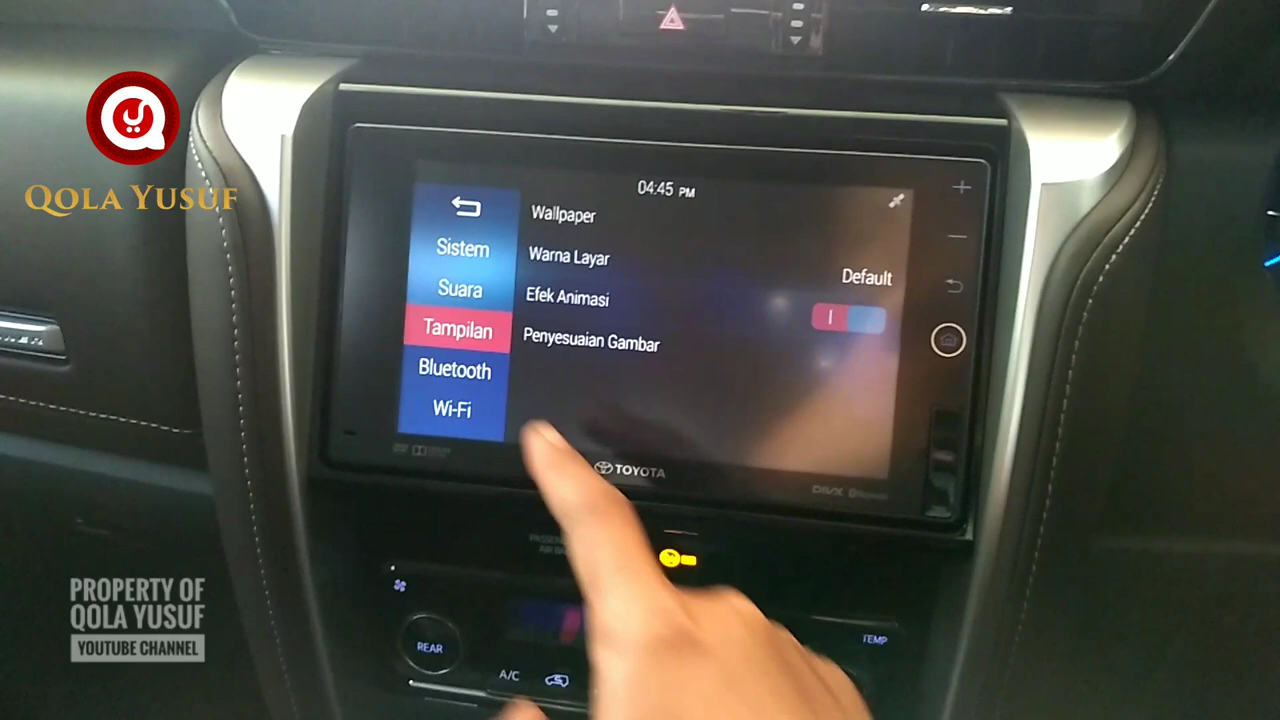 QOLA YUSUF
04:45 PM
Wallpaper
Sistem
Warna Layar
Default
Suara
Efek Animasi
Tampilan
Penyesuaian Gambar
Bluetooth
Wi-Fi
TOYOTA
PROPERTY OF
QOLA YUSUF
YOUTUBE CHANNEL
REAR
TEMP
A/C